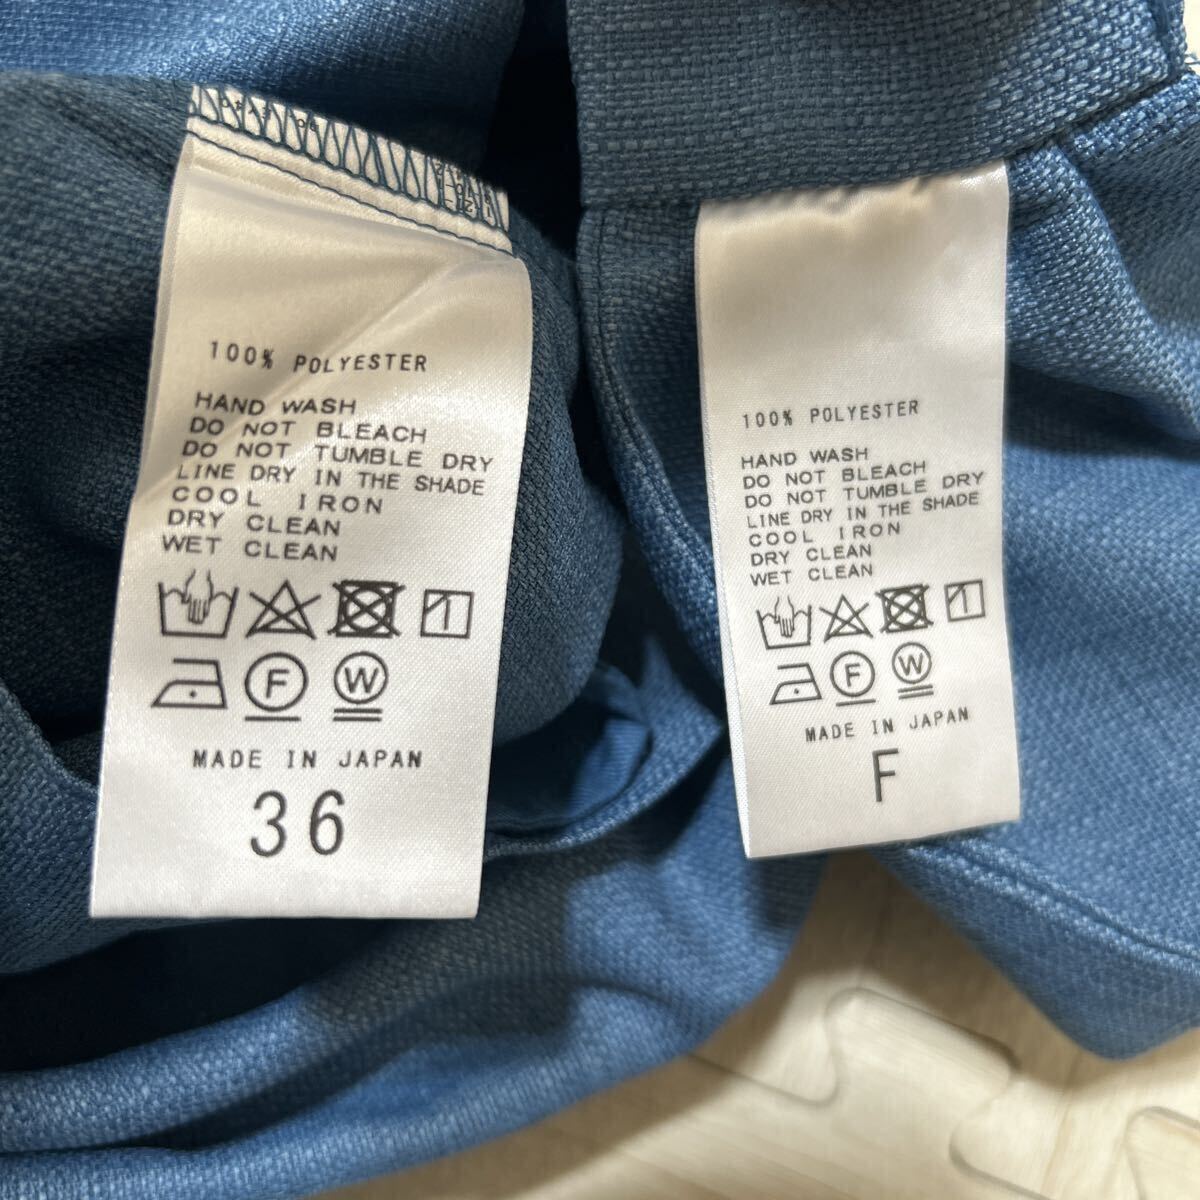 100% POLYESTER
HAND WASH
DO NOT BLEACH
DO NOT TUMBLE DRY
LINE DRY IN THE SHADE
COOL IRON
DRY CLEAN
WET CLEAN
F W
MADE IN JAPAN
36
100% POLYESTER
HAND WASH
DO NOT BLEACH
DO NOT TUMBLE DRY
LINE DRY IN THE SHADE
COOL IRON
DRY CLEAN
WET CLEAN
F W
MADE IN JAPAN
F